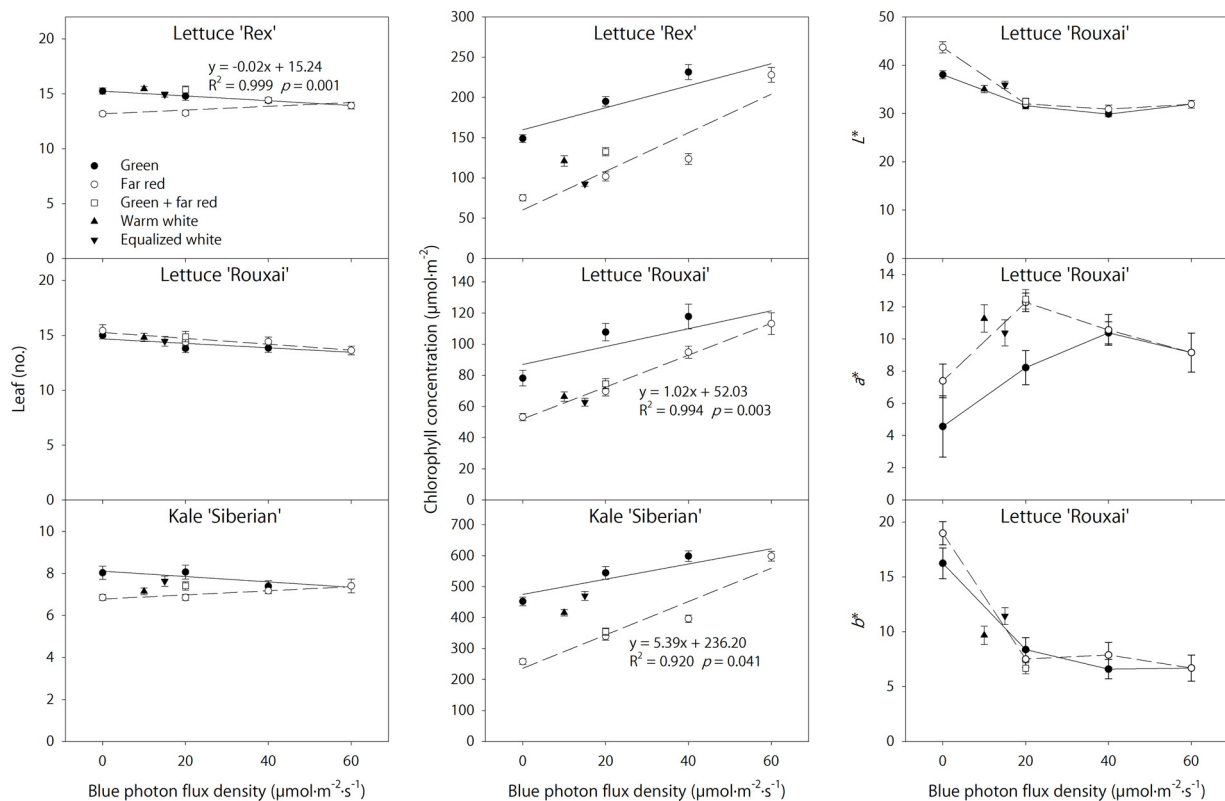 Lettuce 'Rex'
y = -0.02x + 15.24
R² = 0.999 p = 0.001
Green
Far red
Green + far red
Warm white
Equalized white
20
15
10
5
0
Lettuce 'Rouxai'
20
15
10
5
0
Kale 'Siberian'
10
8
6
4
2
0
Leaf (no.)
0 20 40 60
Blue photon flux density (µmol·m⁻²·s⁻¹)
Lettuce 'Rex'
300
250
200
150
100
50
0
Lettuce 'Rouxai'
y = 1.02x + 52.03
R² = 0.994 p = 0.003
140
120
100
80
60
40
20
0
Kale 'Siberian'
y = 5.39x + 236.20
R² = 0.920 p = 0.041
700
600
500
400
300
200
100
0
Chlorophyll concentration (µmol·m⁻²)
0 20 40 60
Blue photon flux density (µmol·m⁻²·s⁻¹)
Lettuce 'Rouxai'
50
40
30
20
10
0
L*
Lettuce 'Rouxai'
14
12
10
8
6
4
2
0
a*
Lettuce 'Rouxai'
20
15
10
5
0
b*
0 20 40 60
Blue photon flux density (µmol·m⁻²·s⁻¹)